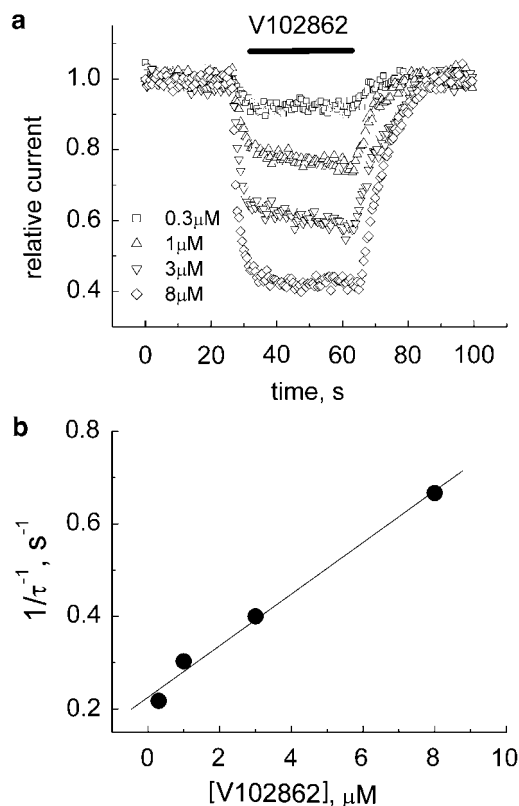 a
V102862
1.0
0.8
0.6
0.4
relative current
0.3μM
1μM
3μM
8μM
0 20 40 60 80 100
time, s
b
0.8
0.6
0.4
0.2
1/τ⁻¹, s⁻¹
0 2 4 6 8 10
[V102862], μM